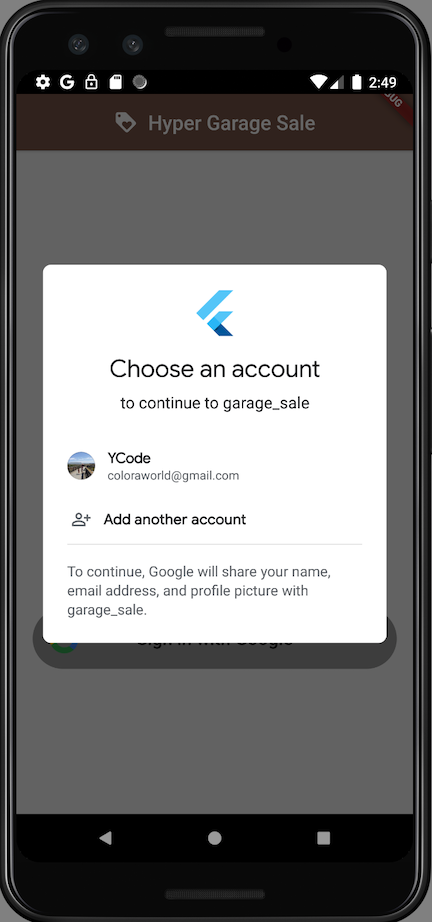 2:49
Hyper Garage Sale
Choose an account
to continue to garage_sale
YCode
coloraworld@gmail.com
Add another account
To continue, Google will share your name,
email address, and profile picture with
garage_sale.
Sign in with Google